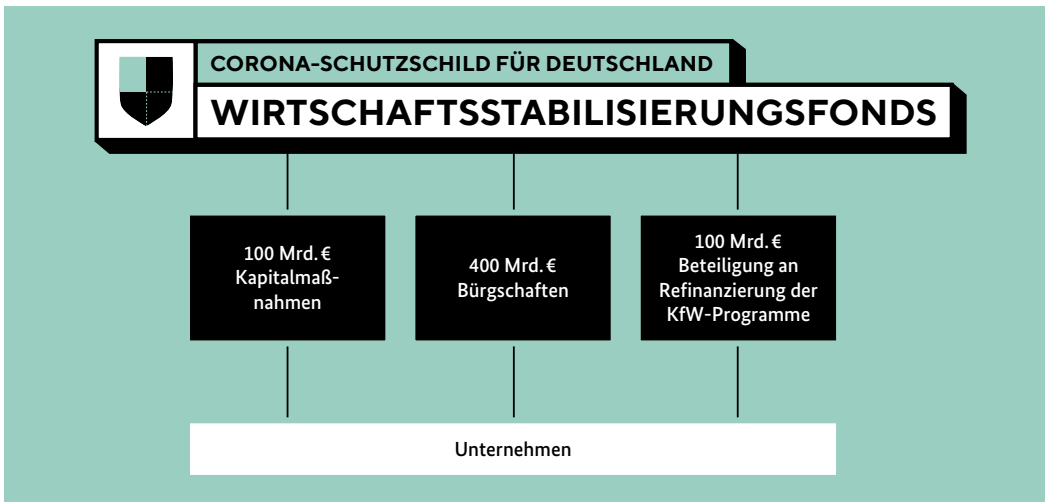 CORONA-SCHUTZSCHILD FÜR DEUTSCHLAND
WIRTSCHAFTSSTABILISIERUNGSFONDS
100 Mrd. €
Kapitalmaß-
nahmen
400 Mrd. €
Bürgschaften
100 Mrd. €
Beteiligung an
Refinanzierung der
KfW-Programme
Unternehmen